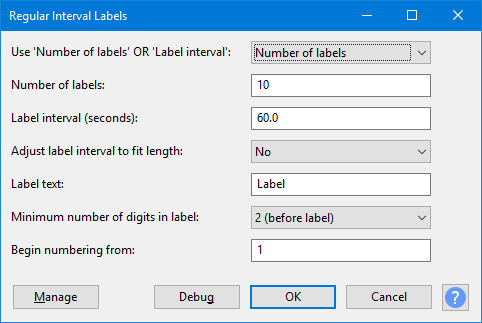 Regular Interval Labels
Use 'Number of labels' OR 'Label interval': Number of labels
Number of labels: 10
Label interval (seconds): 60.0
Adjust label interval to fit length: No
Label text: Label
Minimum number of digits in label: 2 (before label)
Begin numbering from: 1
Manage Debug OK Cancel ?